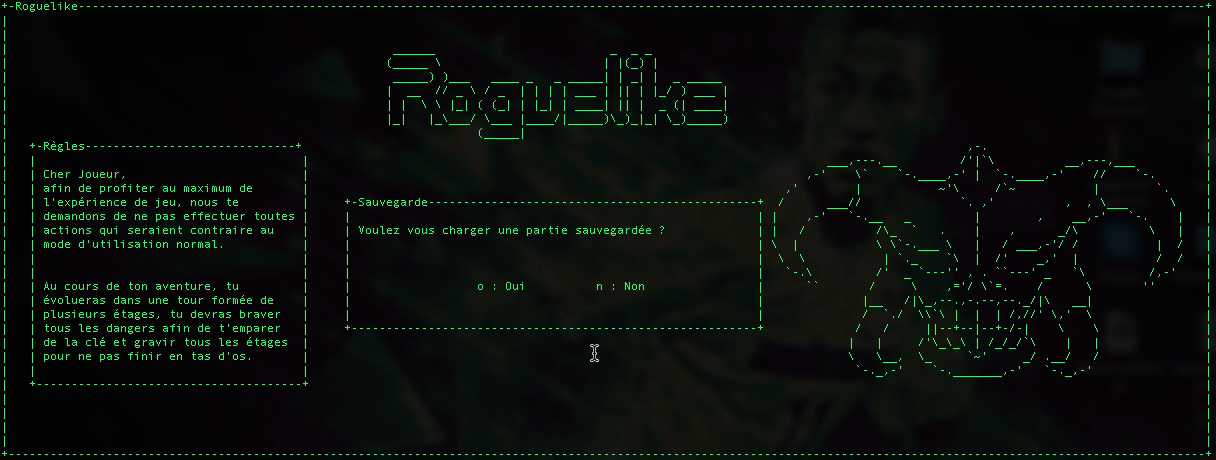 Roguelike
Roguelike
Règles
Cher Joueur,
afin de profiter au maximum de
l'expérience de jeu, nous te
demandons de ne pas effectuer toutes
actions qui seraient contraire au
mode d'utilisation normal.
Au cours de ton aventure, tu
évolueras dans une tour formée de
plusieurs étages, tu devras braver
tous les dangers afin de t'emparer
de la clé et gravir tous les étages
pour ne pas finir en tas d'os.
Sauvegarde
Voulez vous charger une partie sauvegardée ?
o : Oui n : Non